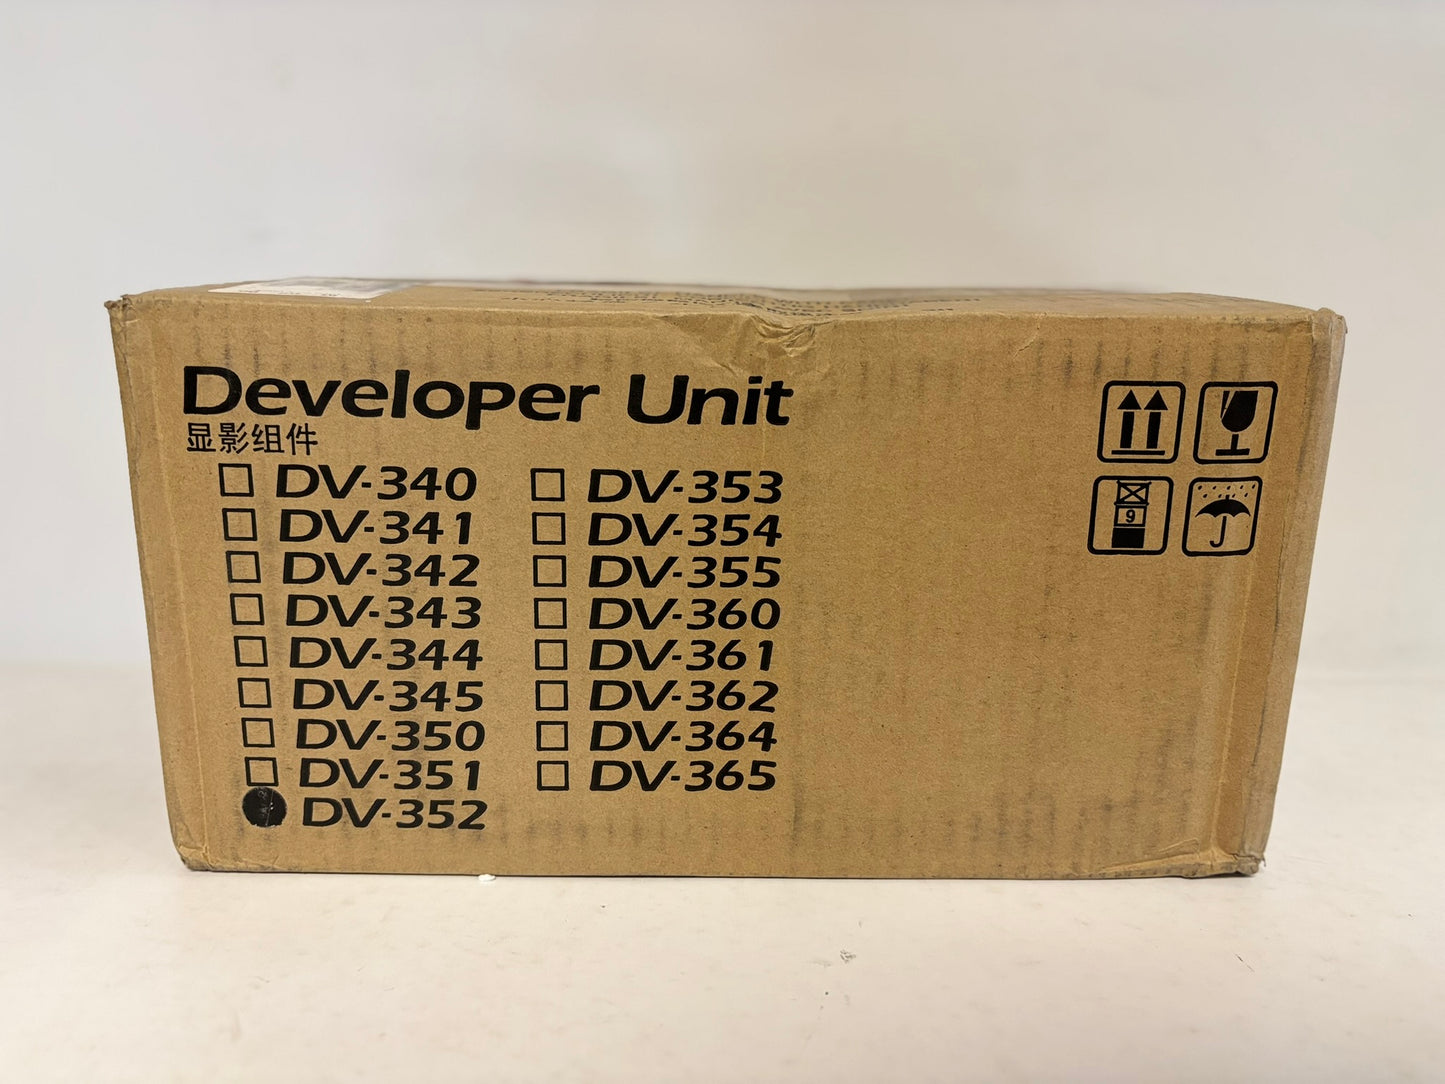 Developer Unit
显影组件
DV-340
DV-341
DV-342
DV-343
DV-344
DV-345
DV-350
DV-351
DV-352
DV-353
DV-354
DV-355
DV-360
DV-361
DV-362
DV-364
DV-365
9